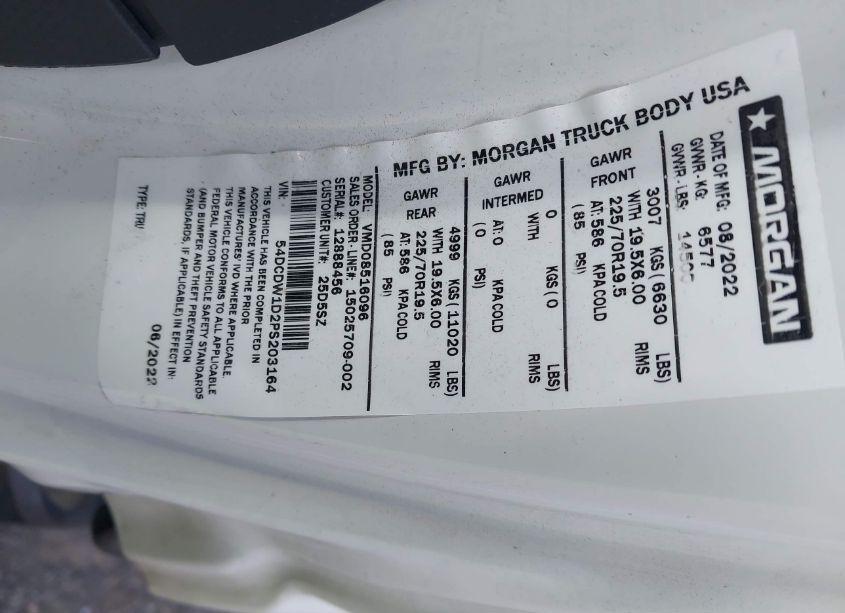 MORGAN
DATE OF MFG: 08/2022
GVWR- KG: 6577
GVWR- LBS: 14500
MFG BY: MORGAN TRUCK BODY USA
GAWR FRONT
3007 KGS ( 6630 LBS)
WITH 19.5X6.00 RIMS
225/70R19.5
AT: 586 KPA COLD
( 85 PSI)
GAWR INTERMED
0 KGS (0 LBS)
WITH RIMS
AT: 0 KPA COLD
(0 PSI)
GAWR REAR
4999 KGS ( 11020 LBS)
WITH 19.5X6.00 RIMS
225/70R19.5
AT: 586 KPA COLD
( 85 PSI)
MODEL: VMD08516096
SALES ORDER- LINE#: 15025709-002
SERIAL#: 12888456
CUSTOMER UNIT#: 25D5SZ
VIN: 54DCDW1D2PS203164
THIS VEHICLE HAS BEEN COMPLETED IN
ACCORDANCE WITH THE PRIOR
MANUFACTURES' IVD WHERE APPLICABLE.
THIS VEHICLE CONFORMS TO ALL APPLICABLE
FEDERAL MOTOR VEHICLE SAFETY STANDARDS
(AND BUMPER AND THEFT PREVENTION
STANDARDS, IF APPLICABLE) IN EFFECT IN:
06/2022
TYPE: TRU